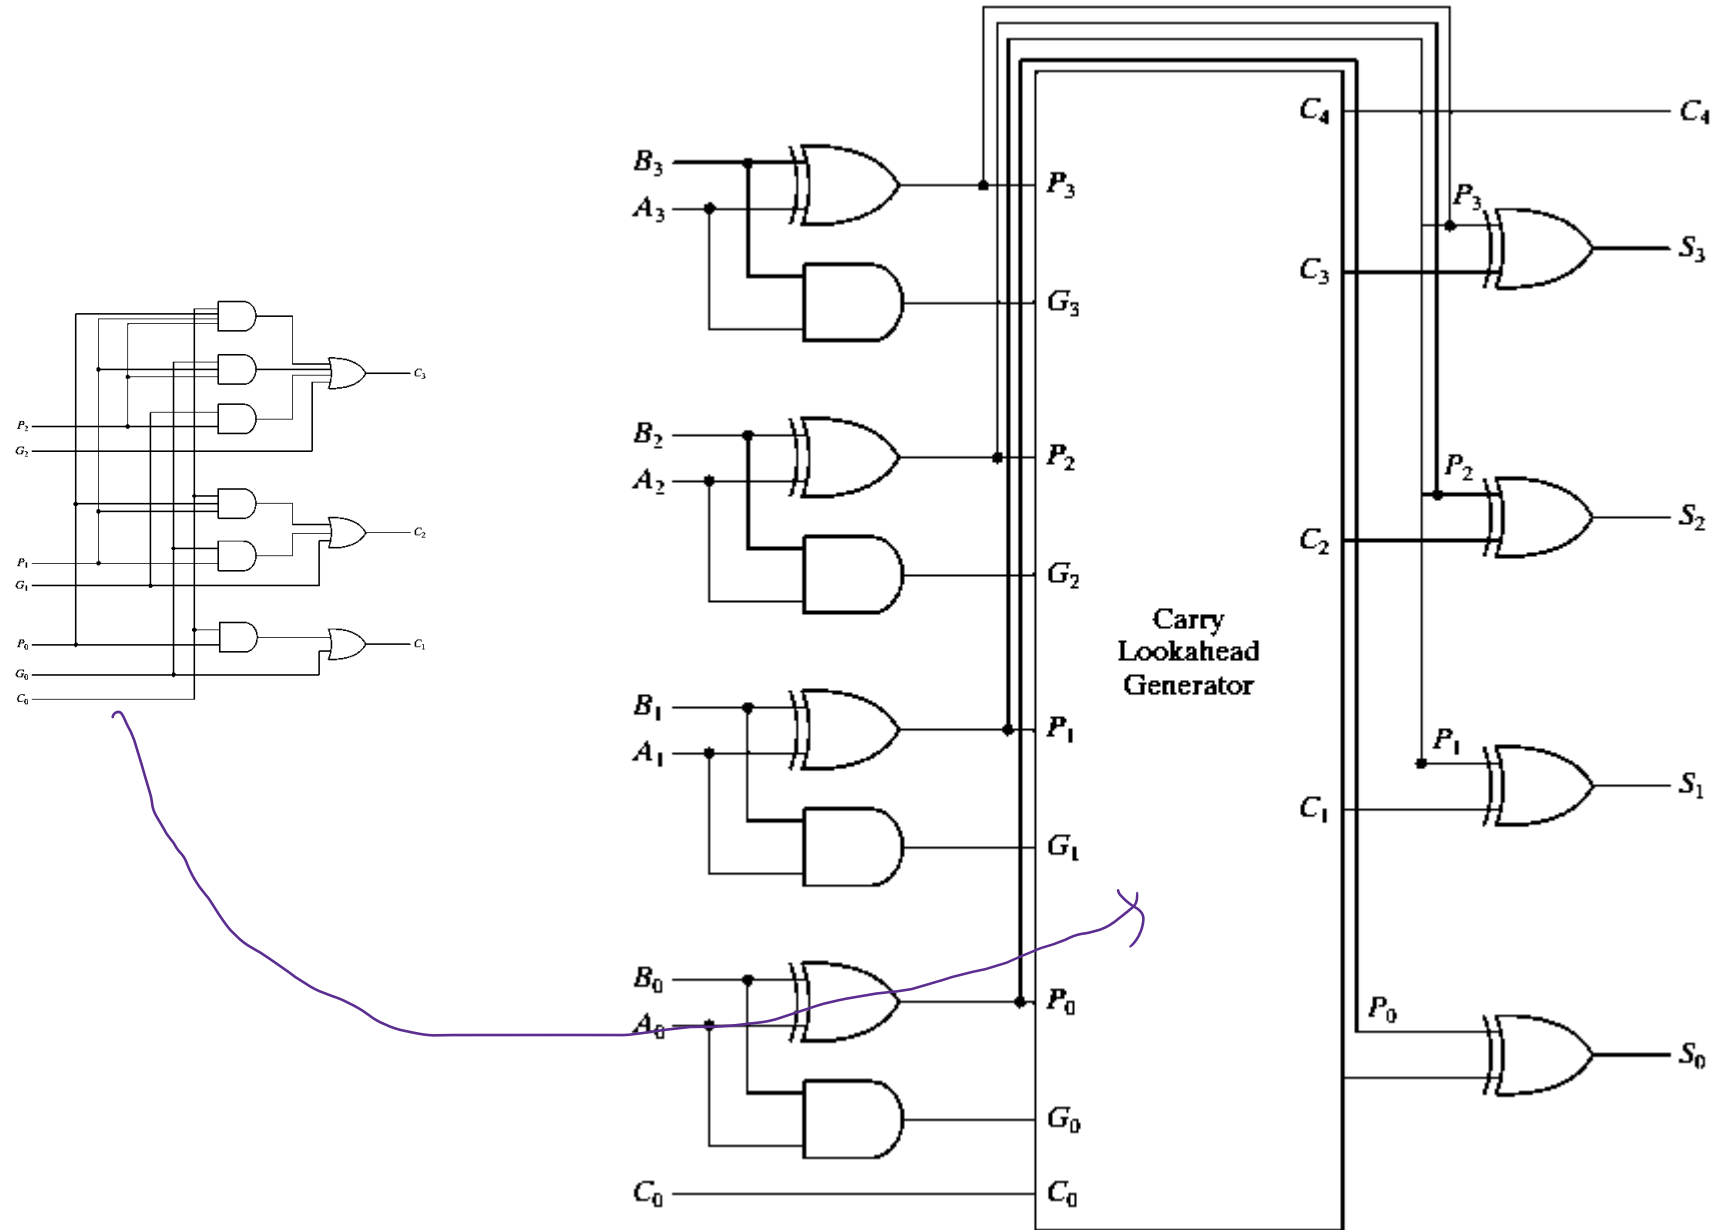 C₃
P₂
G₂
C₂
P₁
G₁
P₀
C₁
G₀
C₀
B₃
A₃
B₂
A₂
B₁
A₁
B₀
A₀
C₀
P₃
G₃
P₂
G₂
P₁
G₁
P₀
G₀
C₀
Carry
Lookahead
Generator
C₄
C₃
C₂
C₁
P₃
P₂
P₁
P₀
C₄
S₃
S₂
S₁
S₀